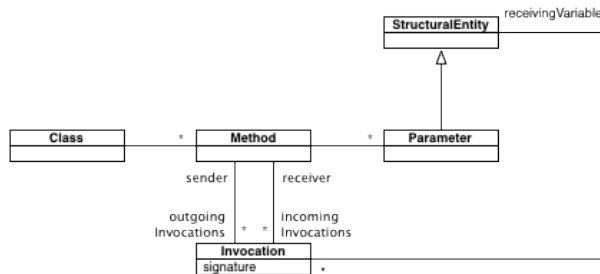 receivingVariable
StructuralEntity
Class
*
Method
*
Parameter
sender
receiver
outgoing
Invocations
*
*
incoming
Invocations
Invocation
signature
*